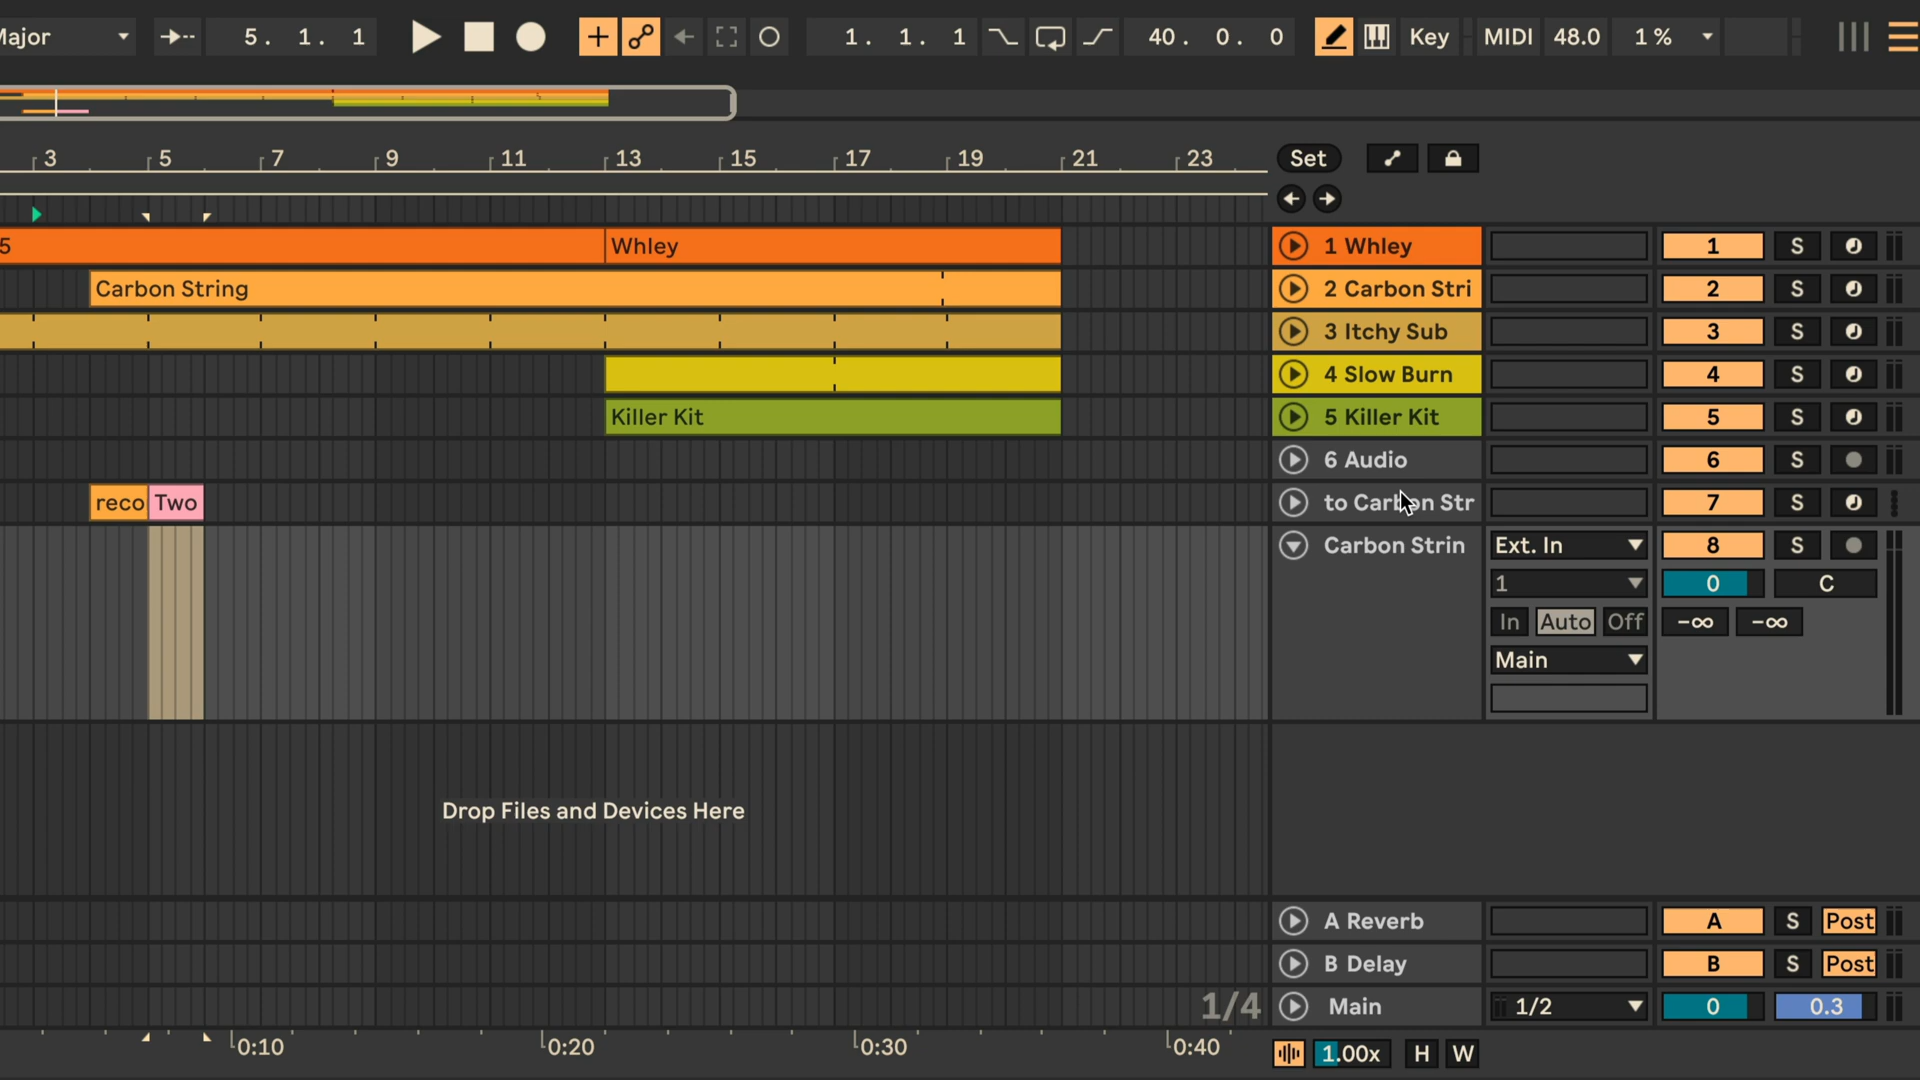 Major 5. 1. 1 1. 1. 1 40. 0. 0 Key MIDI 48.0 1 %
3 5 7 9 11 13 15 17 19 21 23 Set
5 Whley 1 Whley 1 S
Carbon String 2 Carbon Stri 2 S
3 Itchy Sub 3 S
4 Slow Burn 4 S
Killer Kit 5 Killer Kit 5 S
6 Audio 6 S
reco Two to Carbon Str 7 S
Carbon Strin Ext. In 8 S
1 0 C
In Auto Off -∞ -∞
Main
Drop Files and Devices Here
A Reverb A S Post
B Delay B S Post
1/4 Main 1/2 0 0.3
0:10 0:20 0:30 0:40 1.00x H W